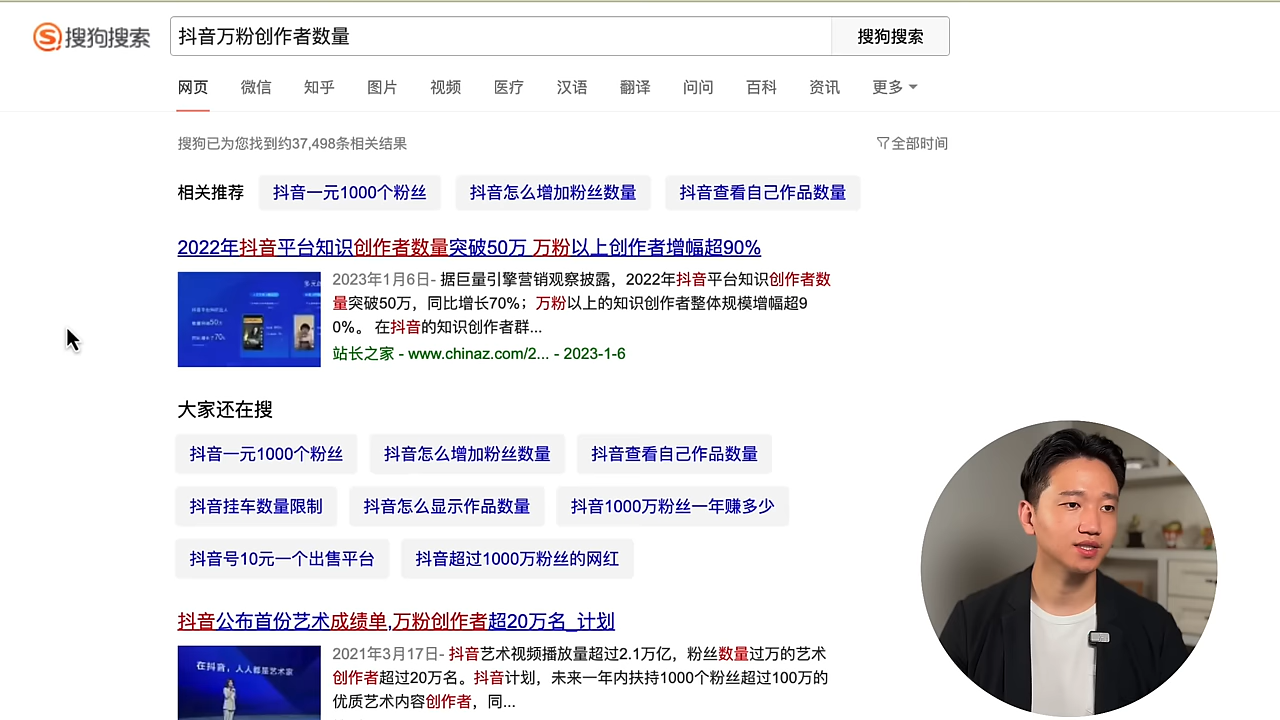 搜狗搜索
抖音万粉创作者数量
搜狗搜索
网页 微信 知乎 图片 视频 医疗 汉语 翻译 问问 百科 资讯 更多
搜狗已为您找到约37,498条相关结果
全部时间
相关推荐 抖音一元1000个粉丝 抖音怎么增加粉丝数量 抖音查看自己作品数量
2022年抖音平台知识创作者数量突破50万 万粉以上创作者增幅超90%
2023年1月6日- 据巨量引擎营销观察披露，2022年抖音平台知识创作者数
量突破50万，同比增长70%；万粉以上的知识创作者整体规模增幅超9
0%。 在抖音的知识创作者群...
站长之家 - www.chinaz.com/2... - 2023-1-6
大家还在搜
抖音一元1000个粉丝 抖音怎么增加粉丝数量 抖音查看自己作品数量
抖音挂车数量限制 抖音怎么显示作品数量 抖音1000万粉丝一年赚多少
抖音号10元一个出售平台 抖音超过1000万粉丝的网红
抖音公布首份艺术成绩单,万粉创作者超20万名_计划
在抖音，人人都是艺术家
2021年3月17日- 抖音艺术视频播放量超过2.1万亿，粉丝数量过万的艺术
创作者超过20万名。抖音计划，未来一年内扶持1000个粉丝超过100万的
优质艺术内容创作者，同...